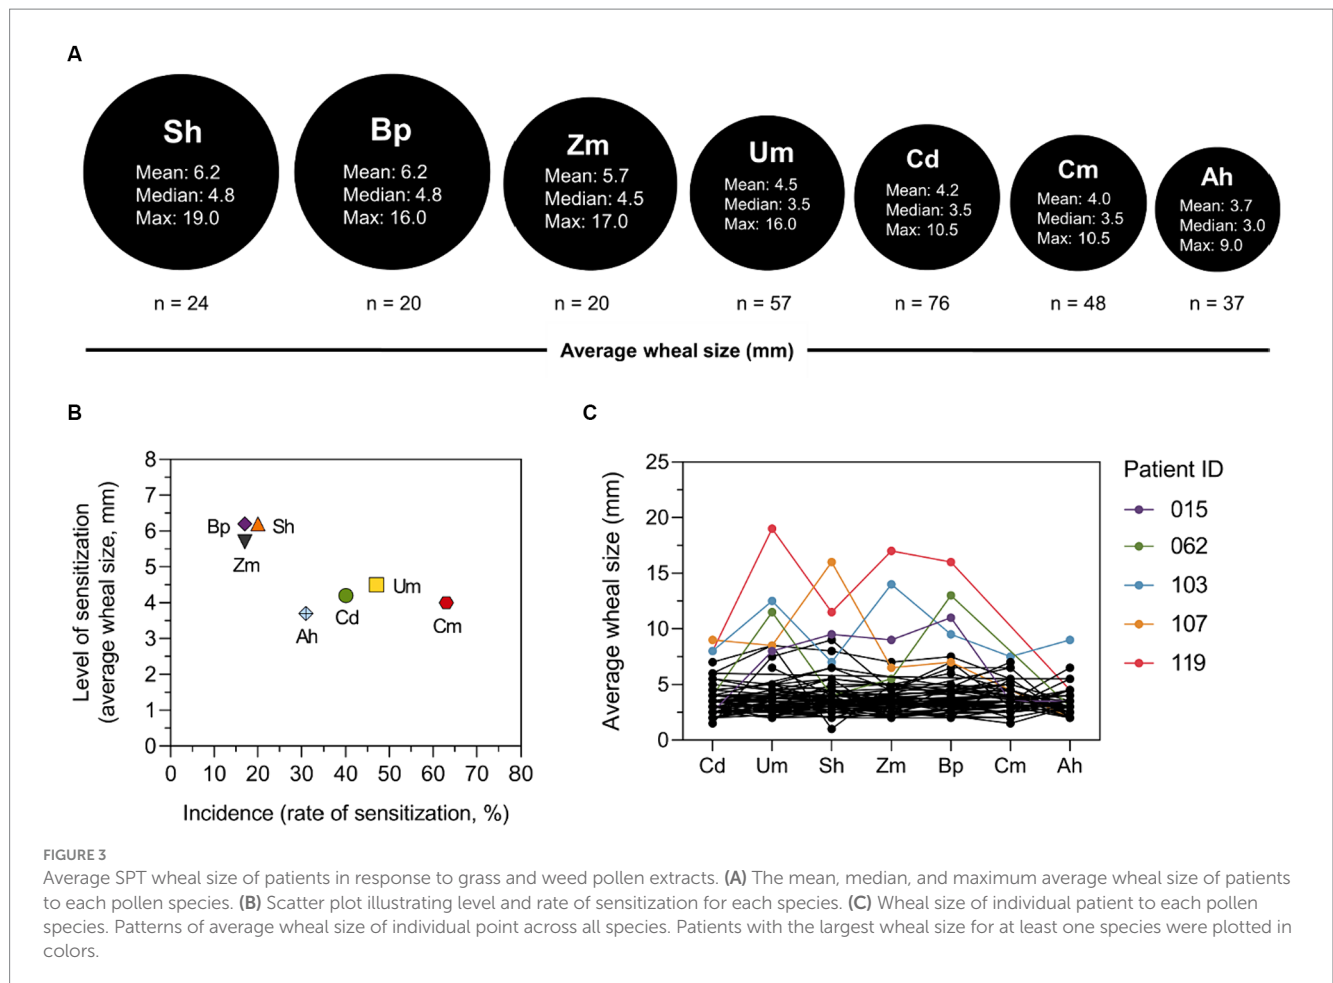 A
Sh
Mean: 6.2
Median: 4.8
Max: 19.0
n = 24
Bp
Mean: 6.2
Median: 4.8
Max: 16.0
n = 20
Zm
Mean: 5.7
Median: 4.5
Max: 17.0
n = 20
Um
Mean: 4.5
Median: 3.5
Max: 16.0
n = 57
Cd
Mean: 4.2
Median: 3.5
Max: 10.5
n = 76
Cm
Mean: 4.0
Median: 3.5
Max: 10.5
n = 48
Ah
Mean: 3.7
Median: 3.0
Max: 9.0
n = 37
Average wheal size (mm)
B
Level of sensitization
(average wheal size, mm)
8
7
6
5
4
3
2
1
0
Bp
Sh
Zm
Um
Cd
Ah
Cm
0 10 20 30 40 50 60 70 80
Incidence (rate of sensitization, %)
C
Average wheal size (mm)
25
20
15
10
5
0
Cd Um Sh Zm Bp Cm Ah
Patient ID
015
062
103
107
119
FIGURE 3
Average SPT wheal size of patients in response to grass and weed pollen extracts. (A) The mean, median, and maximum average wheal size of patients
to each pollen species. (B) Scatter plot illustrating level and rate of sensitization for each species. (C) Wheal size of individual patient to each pollen
species. Patterns of average wheal size of individual point across all species. Patients with the largest wheal size for at least one species were plotted in
colors.